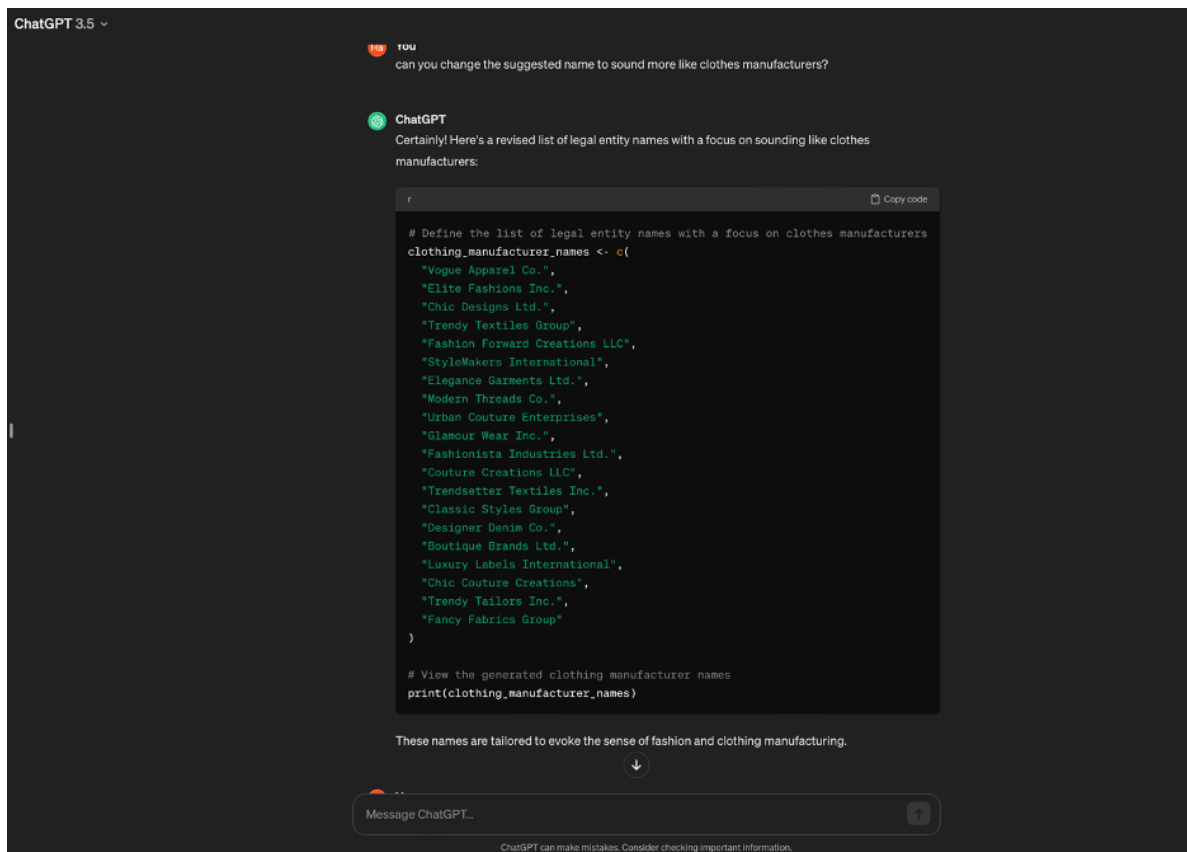 ChatGPT 3.5
You
can you change the suggested name to sound more like clothes manufacturers?
ChatGPT
Certainly! Here's a revised list of legal entity names with a focus on sounding like clothes
manufacturers:
r
Copy code
# Define the list of legal entity names with a focus on clothes manufacturers
clothing_manufacturer_names <- c(
"Vogue Apparel Co.",
"Elite Fashions Inc.",
"Chic Designs Ltd.",
"Trendy Textiles Group",
"Fashion Forward Creations LLC",
"StyleMakers International",
"Elegance Garments Ltd.",
"Modern Threads Co.",
"Urban Couture Enterprises",
"Glamour Wear Inc.",
"Fashionista Industries Ltd.",
"Couture Creations LLC",
"Trendsetter Textiles Inc.",
"Classic Styles Group",
"Designer Denim Co.",
"Boutique Brands Ltd.",
"Luxury Labels International",
"Chic Couture Creations",
"Trendy Tailors Inc.",
"Fancy Fabrics Group"
)
# View the generated clothing manufacturer names
print(clothing_manufacturer_names)
These names are tailored to evoke the sense of fashion and clothing manufacturing.
Message ChatGPT...
ChatGPT can make mistakes. Consider checking important information.